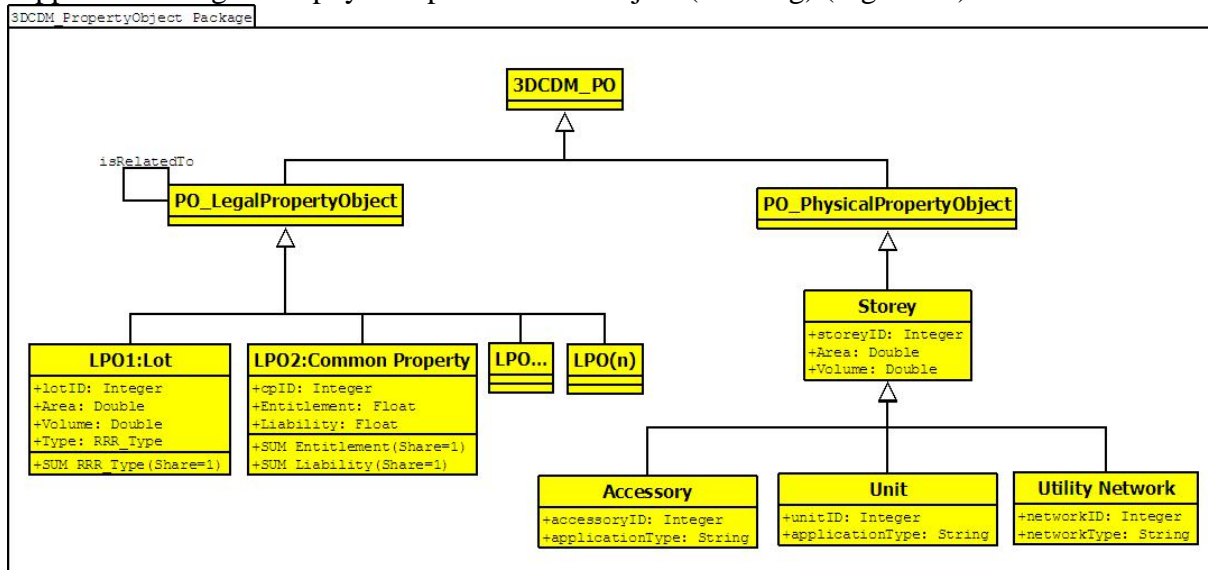 3DCDM_PropertyObject Package
3DCDM_PO
isRelatedTo
PO_LegalPropertyObject
PO_PhysicalPropertyObject
Storey
+storeyID: Integer
+Area: Double
+Volume: Double
LPO1:Lot
+lotID: Integer
+Area: Double
+Volume: Double
+Type: RRR_Type
+SUM RRR_Type(Share=1)
LPO2:Common Property
+cpID: Integer
+Entitlement: Float
+Liability: Float
+SUM Entitlement(Share=1)
+SUM Liability(Share=1)
LPO...
LPO(n)
Accessory
+accessoryID: Integer
+applicationType: String
Unit
+unitID: Integer
+applicationType: String
Utility Network
+networkID: Integer
+networkType: String